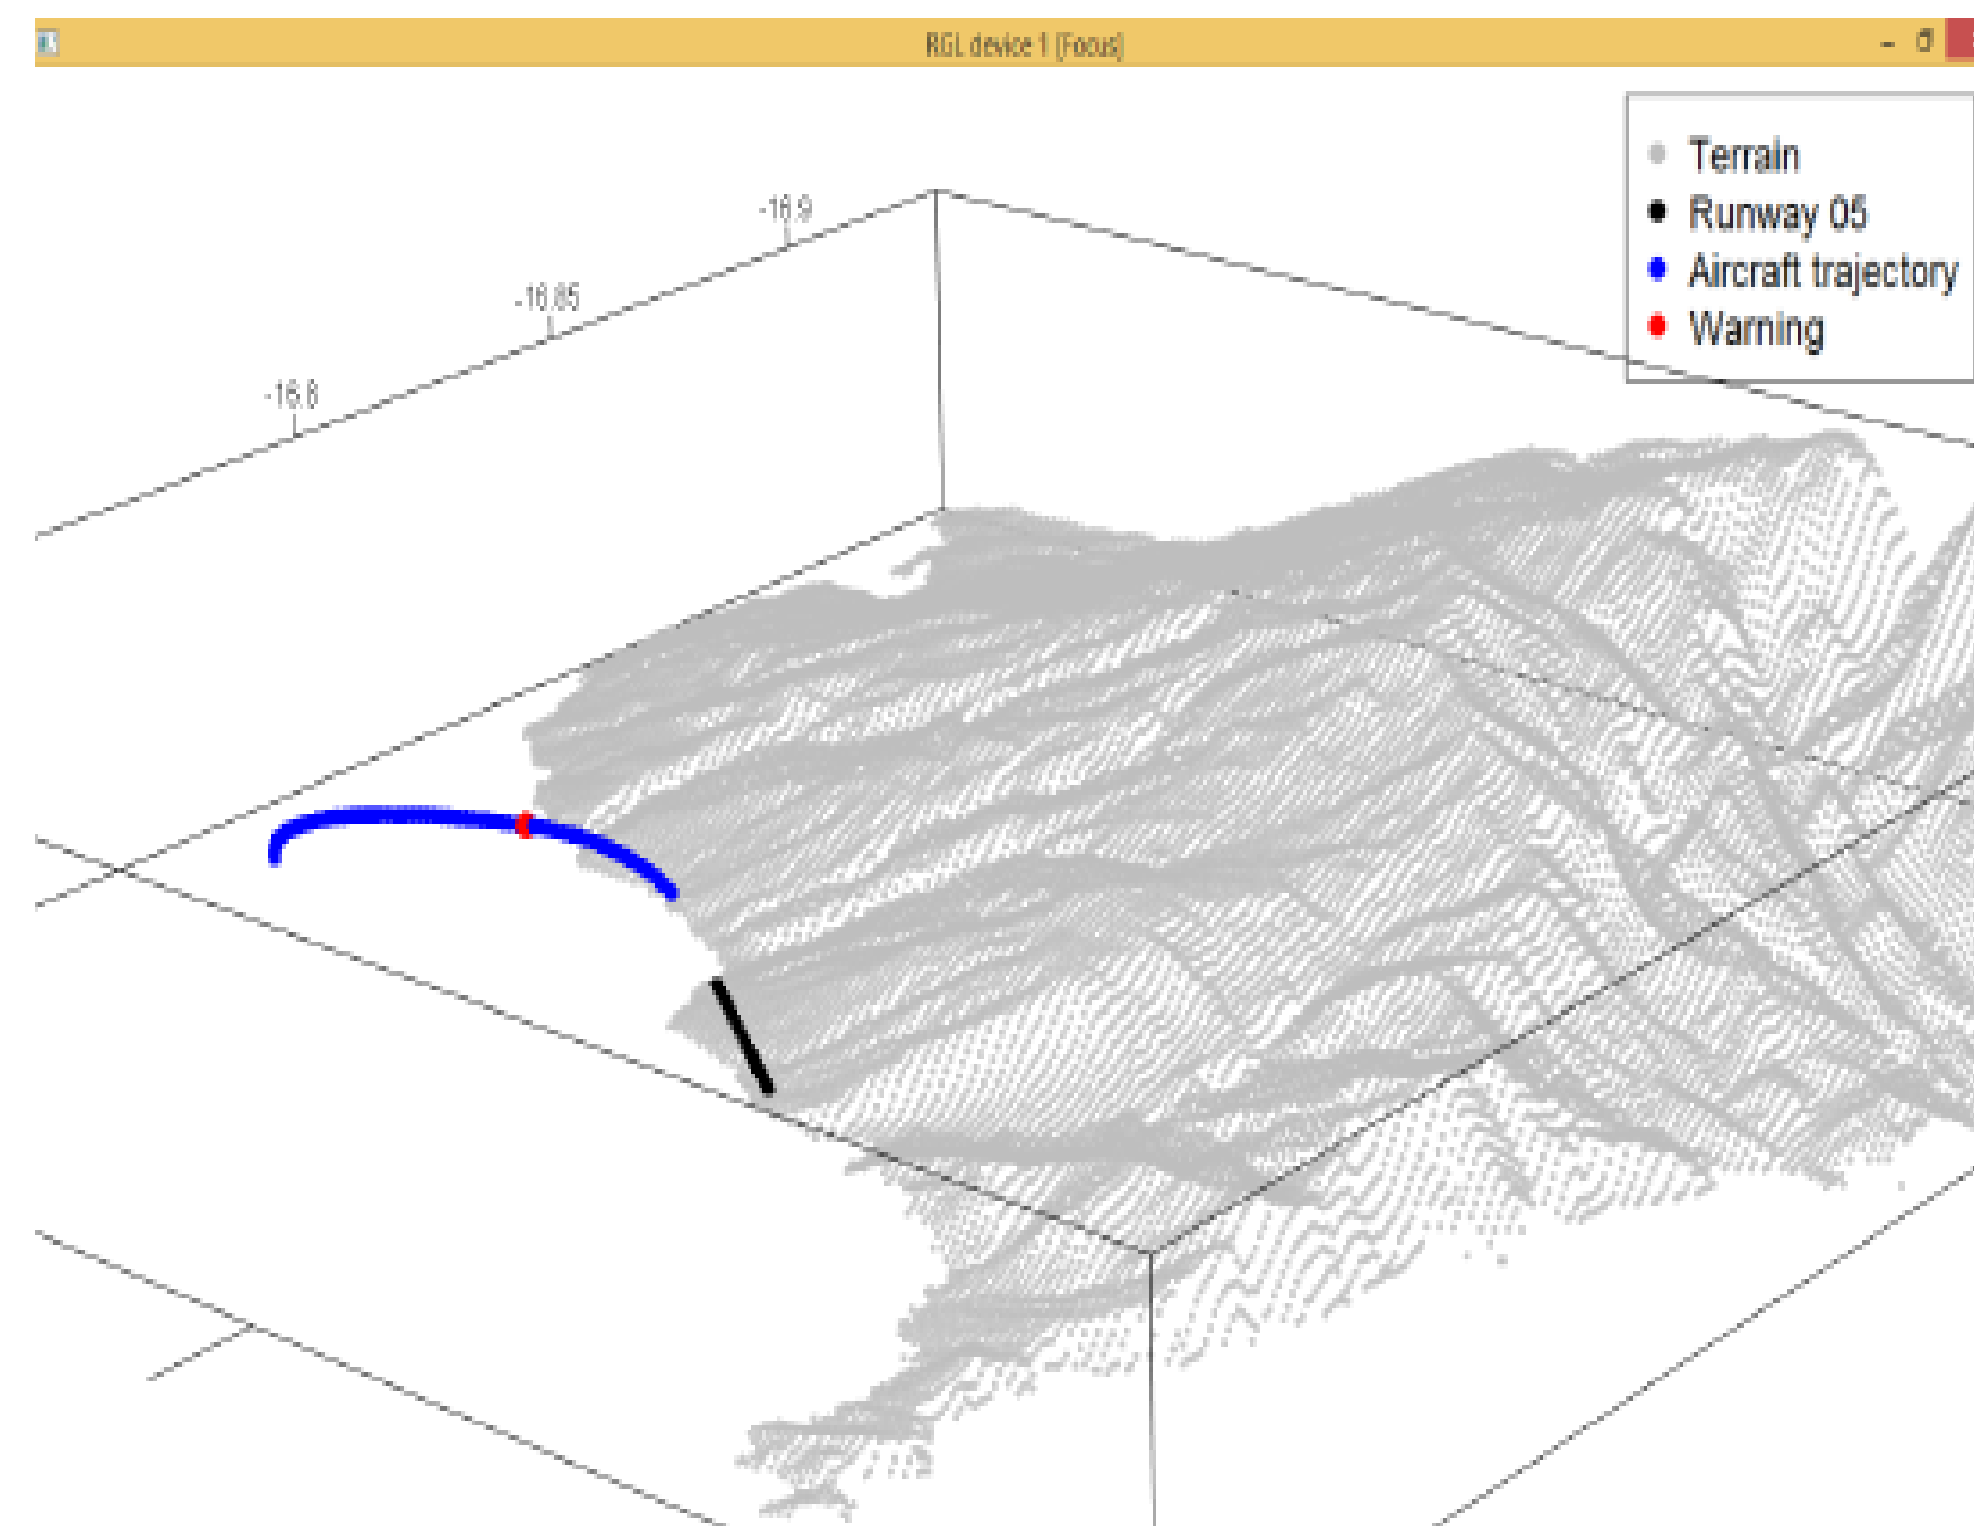 RGL device 1 [Focus]
Terrain
Runway 05
Aircraft trajectory
Warning
-16.9
-16.85
-16.8